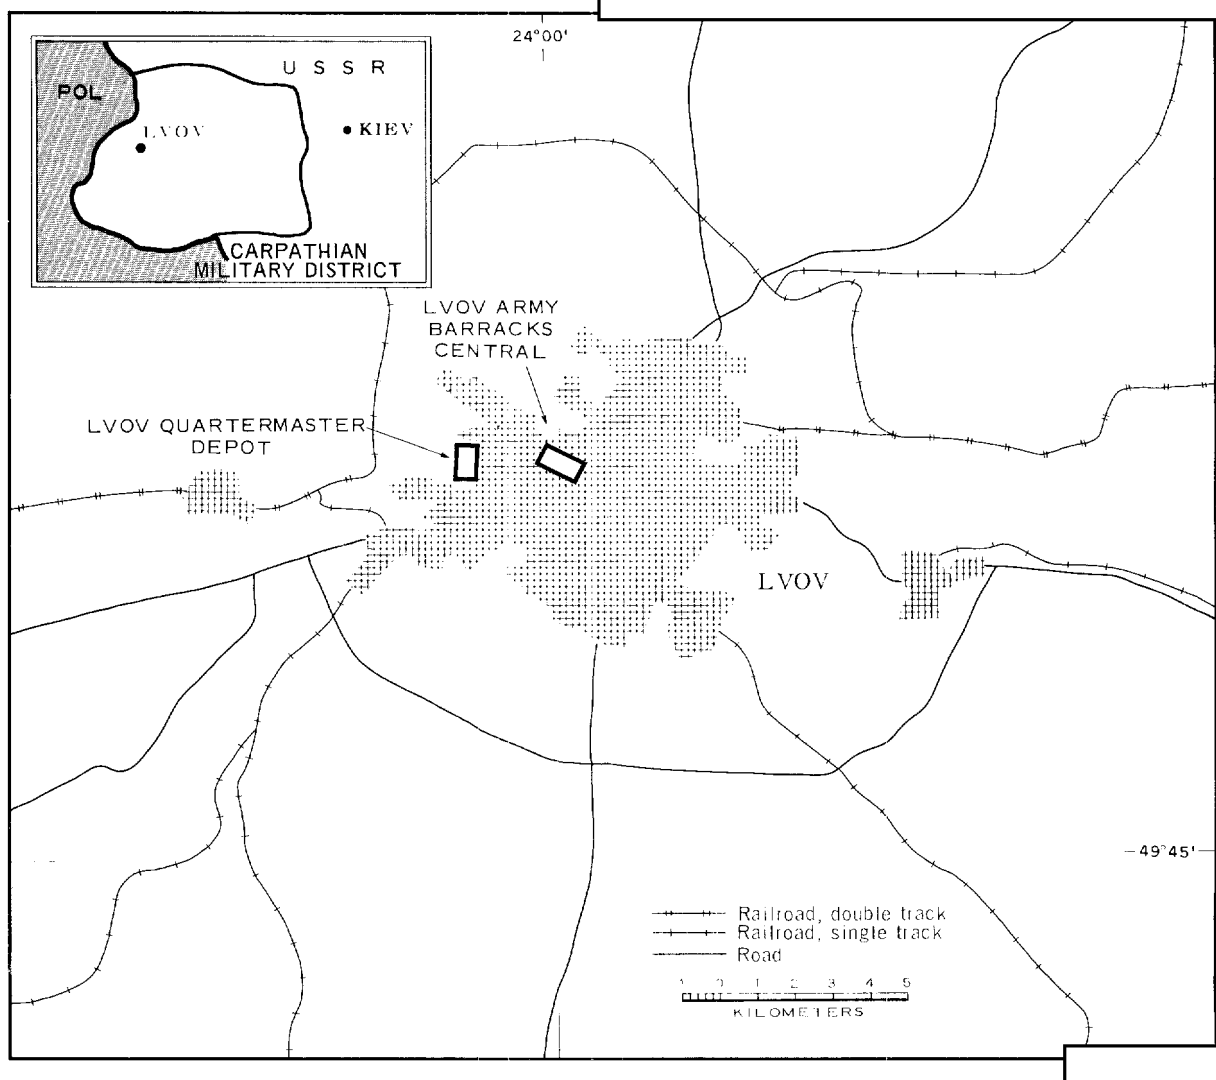 24°00'
U S S R
POL
LVOV
KIEV
CARPATHIAN
MILITARY DISTRICT
LVOV ARMY
BARRACKS
CENTRAL
LVOV QUARTERMASTER
DEPOT
LVOV
49°45'
Railroad, double track
Railroad, single track
Road
1 0 1 2 3 4 5
KILOMETERS